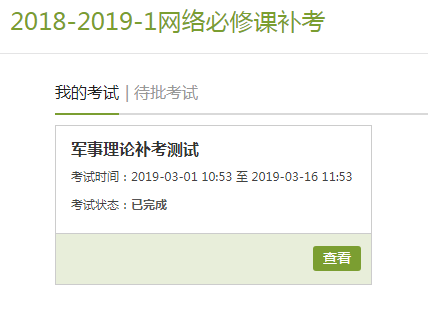 2018-2019-1网络必修课补考
我的考试 | 待批考试
军事理论补考测试
考试时间：2019-03-01 10:53 至 2019-03-16 11:53
考试状态：已完成
查看